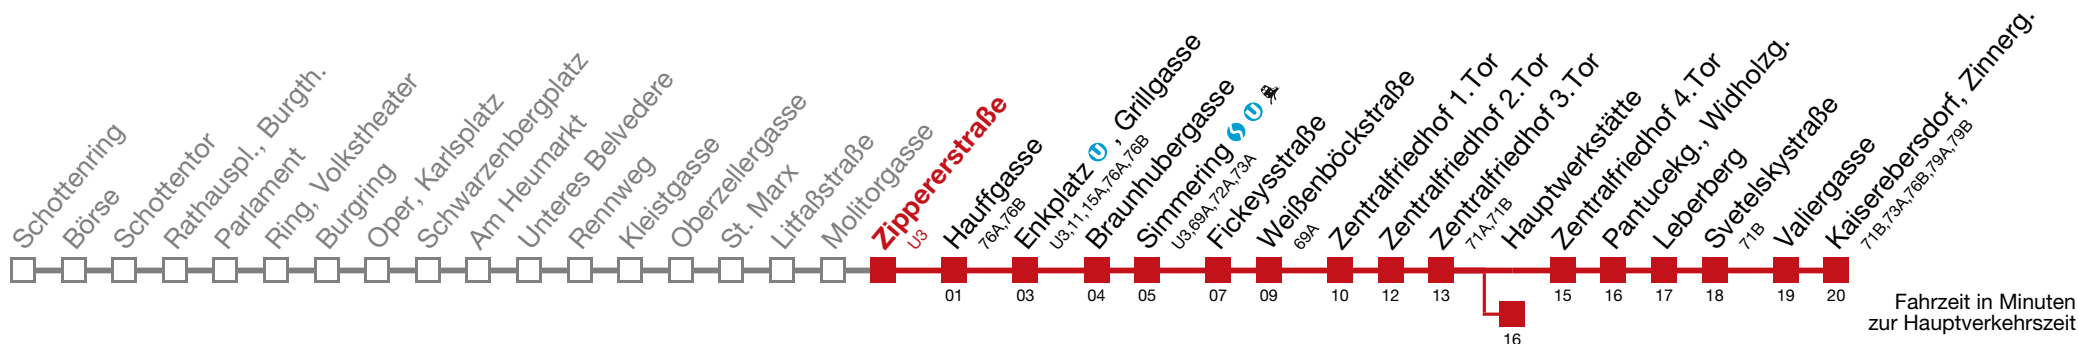 Schottenring
Börse
Schottentor
Rathauspl., Burgth.
Parlament
Ring, Volkstheater
Burgring
Oper, Karlsplatz
Schwarzenbergplatz
Am Heumarkt
Unteres Belvedere
Rennweg
Kleistgasse
Oberzellergasse
St. Marx
Litfaßstraße
Molitorgasse
Zippererstraße
U3
Hauffgasse
76A,76B
Enkplatz U , Grillgasse
U3,11,15A,76A,76B
Braunhubergasse
Simmering S U
U3,69A,72A,73A
Fickeysstraße
Weißenböckstraße
69A
Zentralfriedhof 1.Tor
Zentralfriedhof 2.Tor
Zentralfriedhof 3.Tor
71A,71B
Hauptwerkstätte
Zentralfriedhof 4.Tor
Pantucekg., Widholzg.
Leberberg
Svetelskystraße
71B
Valiergasse
Kaiserebersdorf, Zinnerg.
71B,73A,76B,79A,79B
01 03 04 05 07 09 10 12 13 15 16 17 18 19 20
16
Fahrzeit in Minuten
zur Hauptverkehrszeit